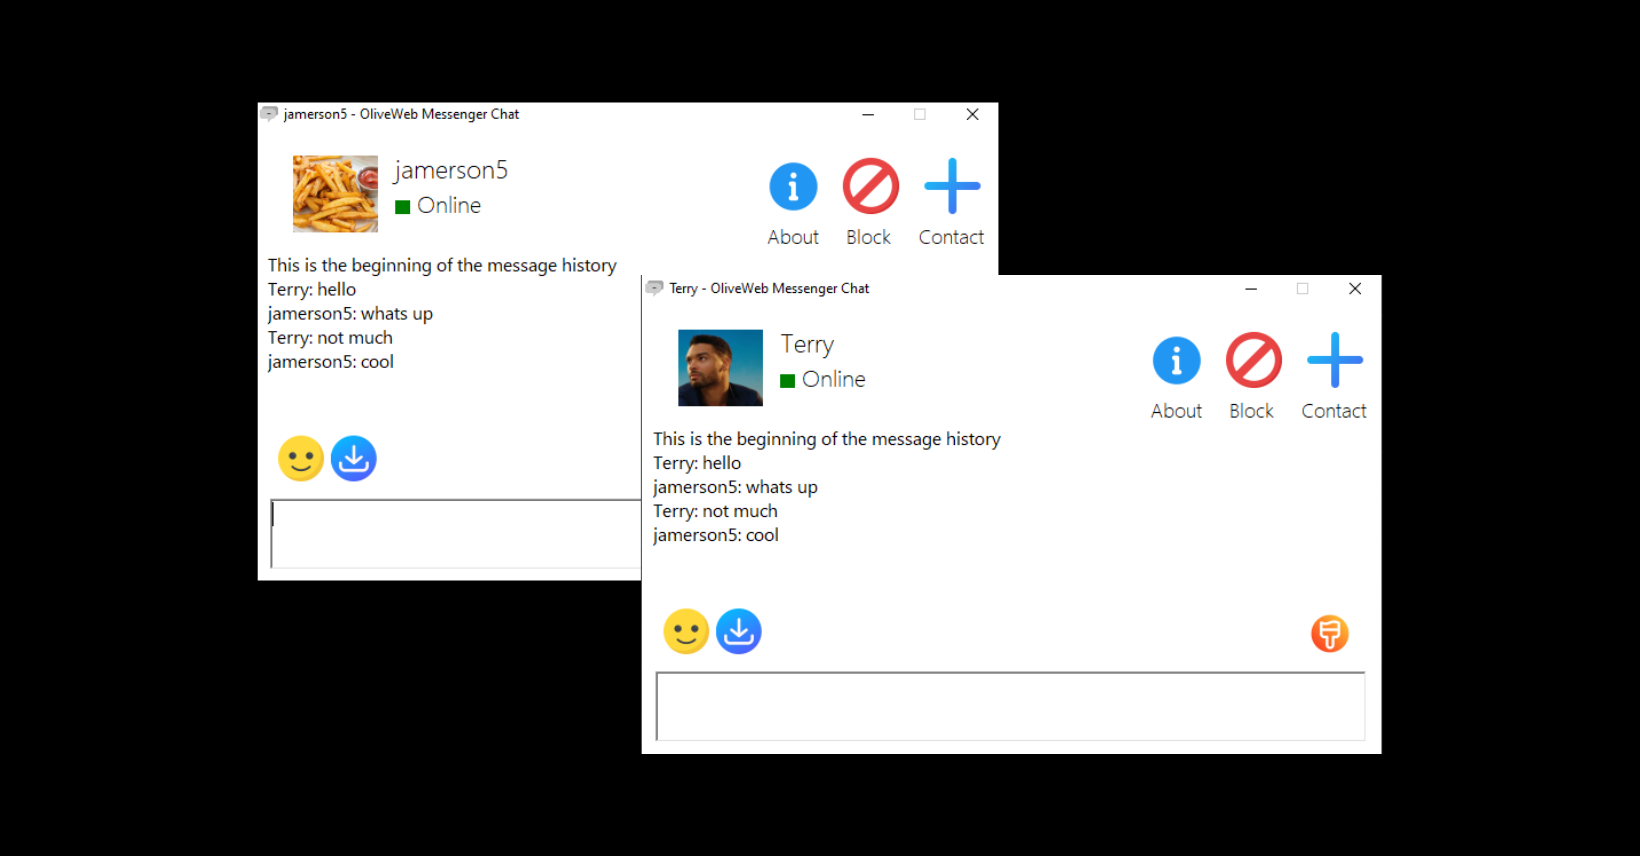 jamerson5 - OliveWeb Messenger Chat
jamerson5
Online
About Block Contact
This is the beginning of the message history
Terry: hello
jamerson5: whats up
Terry: not much
jamerson5: cool
Terry - OliveWeb Messenger Chat
Terry
Online
About Block Contact
This is the beginning of the message history
Terry: hello
jamerson5: whats up
Terry: not much
jamerson5: cool